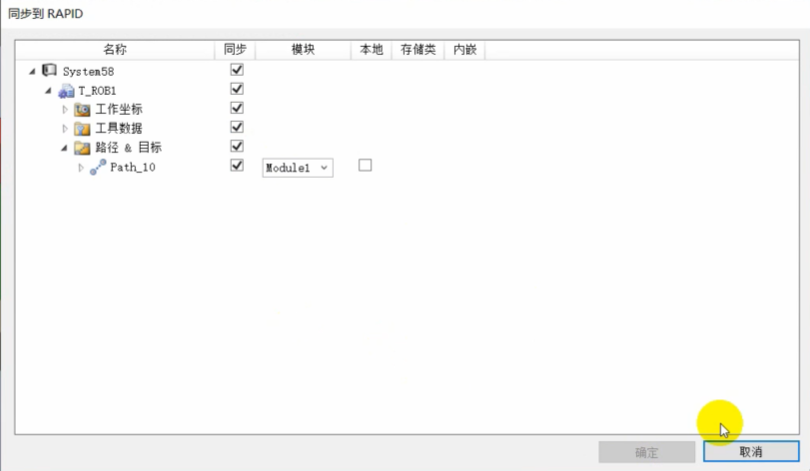 同步到 RAPID
名称 同步 模块 本地 存储类 内嵌
System58
T_ROB1
工作坐标
工具数据
路径 & 目标
Path_10 Module1
确定 取消